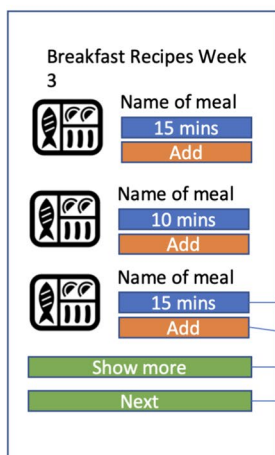 Breakfast Recipes Week
3
Name of meal
15 mins
Add
Name of meal
10 mins
Add
Name of meal
15 mins
Add
Show more
Next